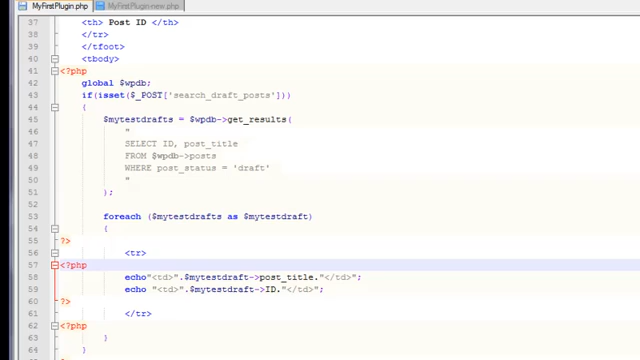 MyFirstPlugin.php MyFirstPlugin-new.php
37 <th> Post ID </th>
38 </tr>
39 </tfoot>
40 <tbody>
41 <?php
42 global $wpdb;
43 if(isset($_POST['search_draft_posts']))
44 {
45 $mytestdrafts = $wpdb->get_results(
46 "
47 SELECT ID, post_title
48 FROM $wpdb->posts
49 WHERE post_status = 'draft'
50 "
51 );
52
53 foreach ($mytestdrafts as $mytestdraft)
54 {
55 ?>
56 <tr>
57 <?php
58 echo"<td>".$mytestdraft->post_title."</td>";
59 echo "<td>".$mytestdraft->ID."</td>";
60 ?>
61 </tr>
62 <?php
63 }
64 }